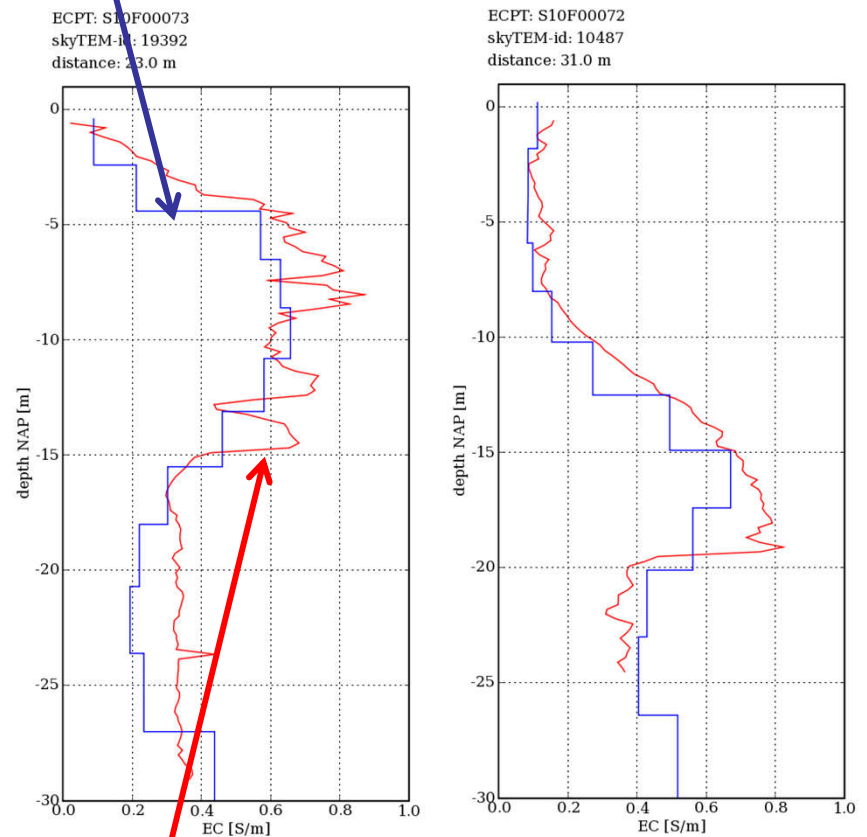 ECPT: S10F00073
skyTEM-id: 19392
distance: 23.0 m
0
-5
-10
-15
-20
-25
-30
depth NAP [m]
0.0 0.2 0.4 0.6 0.8 1.0
EC [S/m]
ECPT: S10F00072
skyTEM-id: 10487
distance: 31.0 m
0
-5
-10
-15
-20
-25
-30
depth NAP [m]
0.0 0.2 0.4 0.6 0.8 1.0
EC [S/m]